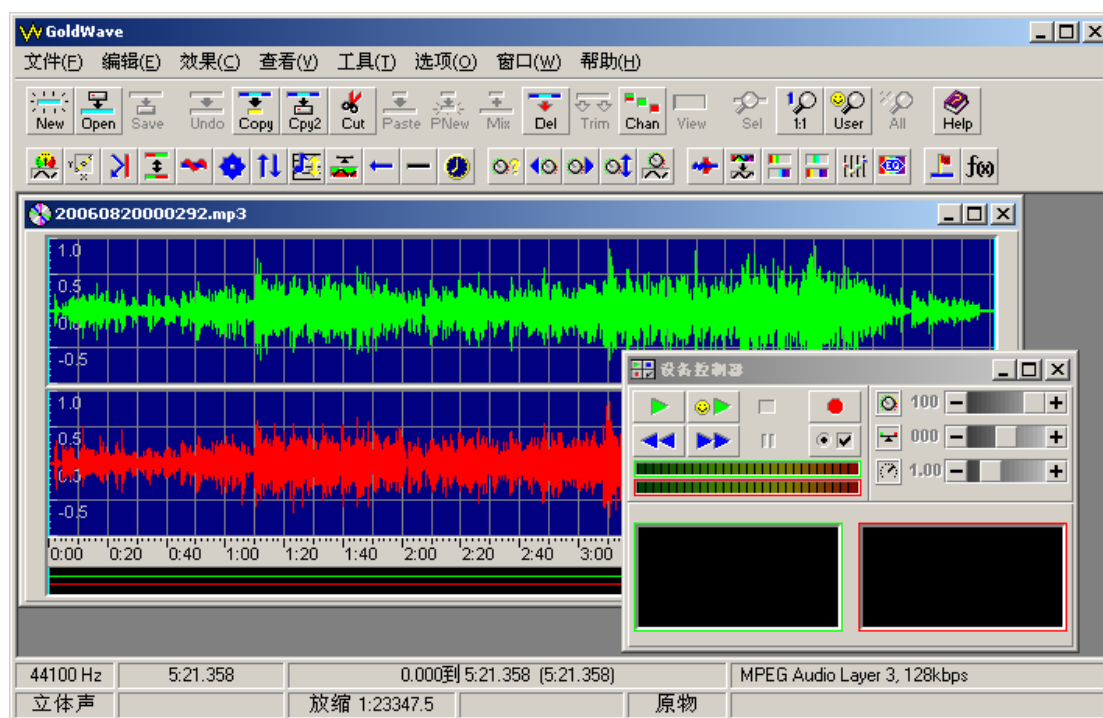 GoldWave
文件(F) 编辑(E) 效果(C) 查看(V) 工具(T) 选项(O) 窗口(W) 帮助(H)
New Open Save Undo Copy Cpy2 Cut Paste PNew Mix Del Trim Chan View Sel 1:1 User All Help
f(x)
20060820000292.mp3
1.0
0.5
0.0
-0.5
设备控制器
1.0
0.5
0.0
-0.5
100
000
1.00
0:00 0:20 0:40 1:00 1:20 1:40 2:00 2:20 2:40 3:00
44100 Hz 5:21.358 0.000到 5:21.358 (5:21.358) MPEG Audio Layer 3, 128kbps
立体声 放缩 1:23347.5 原物